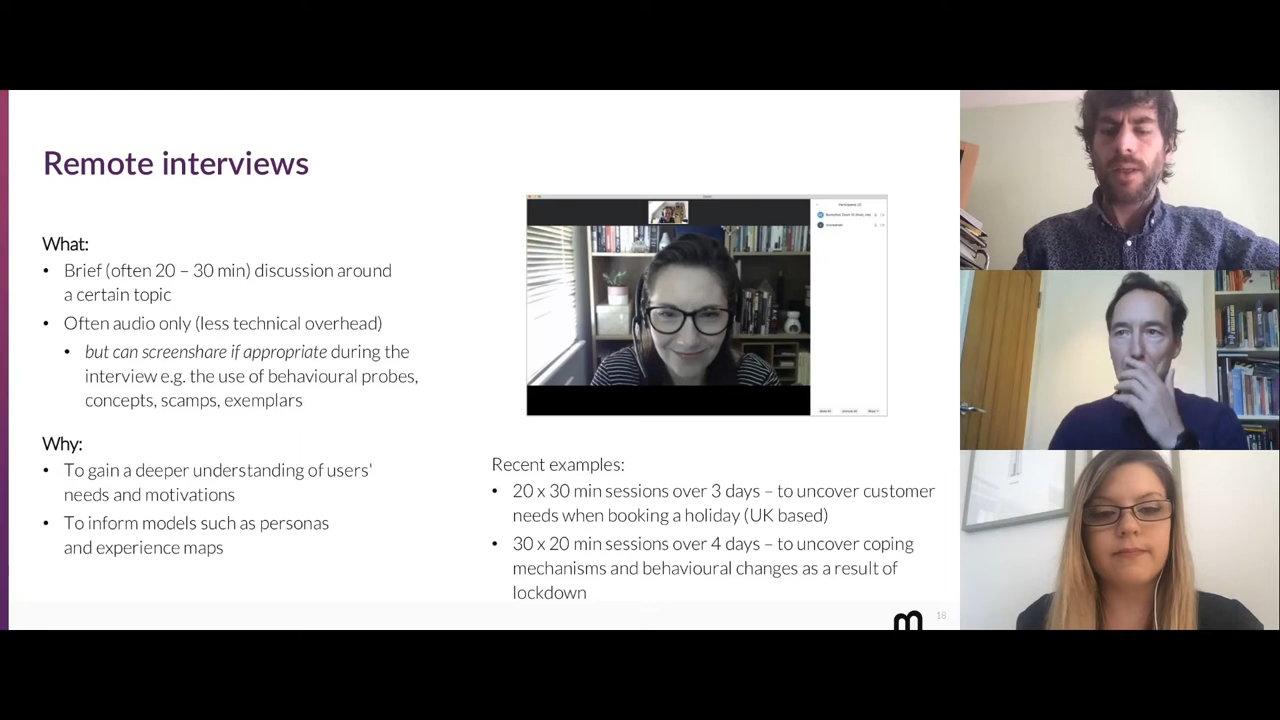 Remote interviews
What:
• Brief (often 20 – 30 min) discussion around
a certain topic
• Often audio only (less technical overhead)
• but can screenshare if appropriate during the
interview e.g. the use of behavioural probes,
concepts, scamps, exemplars
Why:
• To gain a deeper understanding of users'
needs and motivations
• To inform models such as personas
and experience maps
Recent examples:
• 20 x 30 min sessions over 3 days – to uncover customer
needs when booking a holiday (UK based)
• 30 x 20 min sessions over 4 days – to uncover coping
mechanisms and behavioural changes as a result of
lockdown
m
18